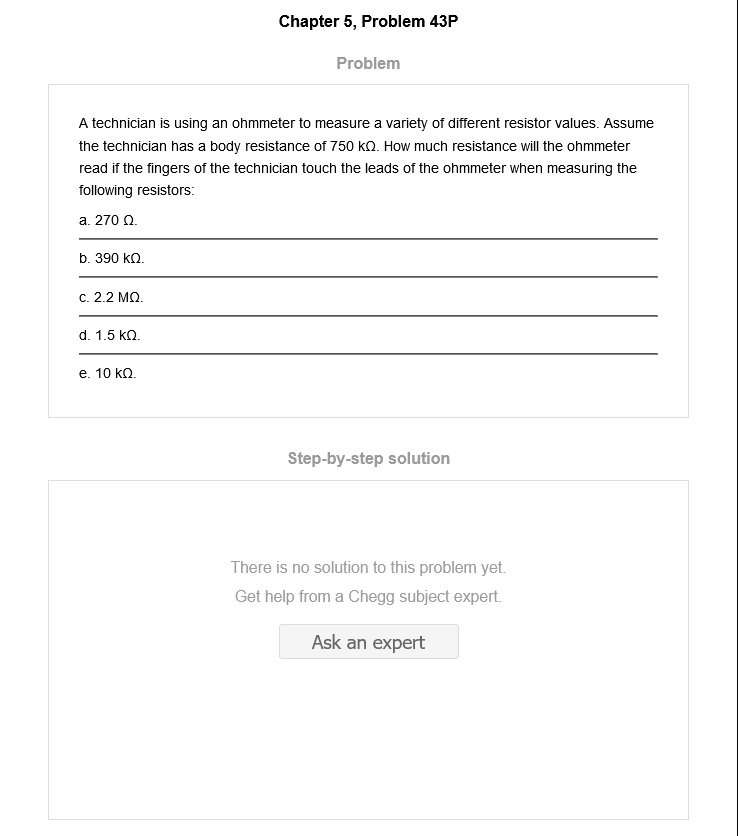 Chapter 5, Problem 43P
Problem
A technician is using an ohmmeter to measure a variety of different resistor values. Assume
the technician has a body resistance of 750 kΩ. How much resistance will the ohmmeter
read if the fingers of the technician touch the leads of the ohmmeter when measuring the
following resistors:
a. 270 Ω.
b. 390 kΩ.
c. 2.2 MΩ.
d. 1.5 kΩ.
e. 10 kΩ.
Step-by-step solution
There is no solution to this problem yet.
Get help from a Chegg subject expert.
Ask an expert